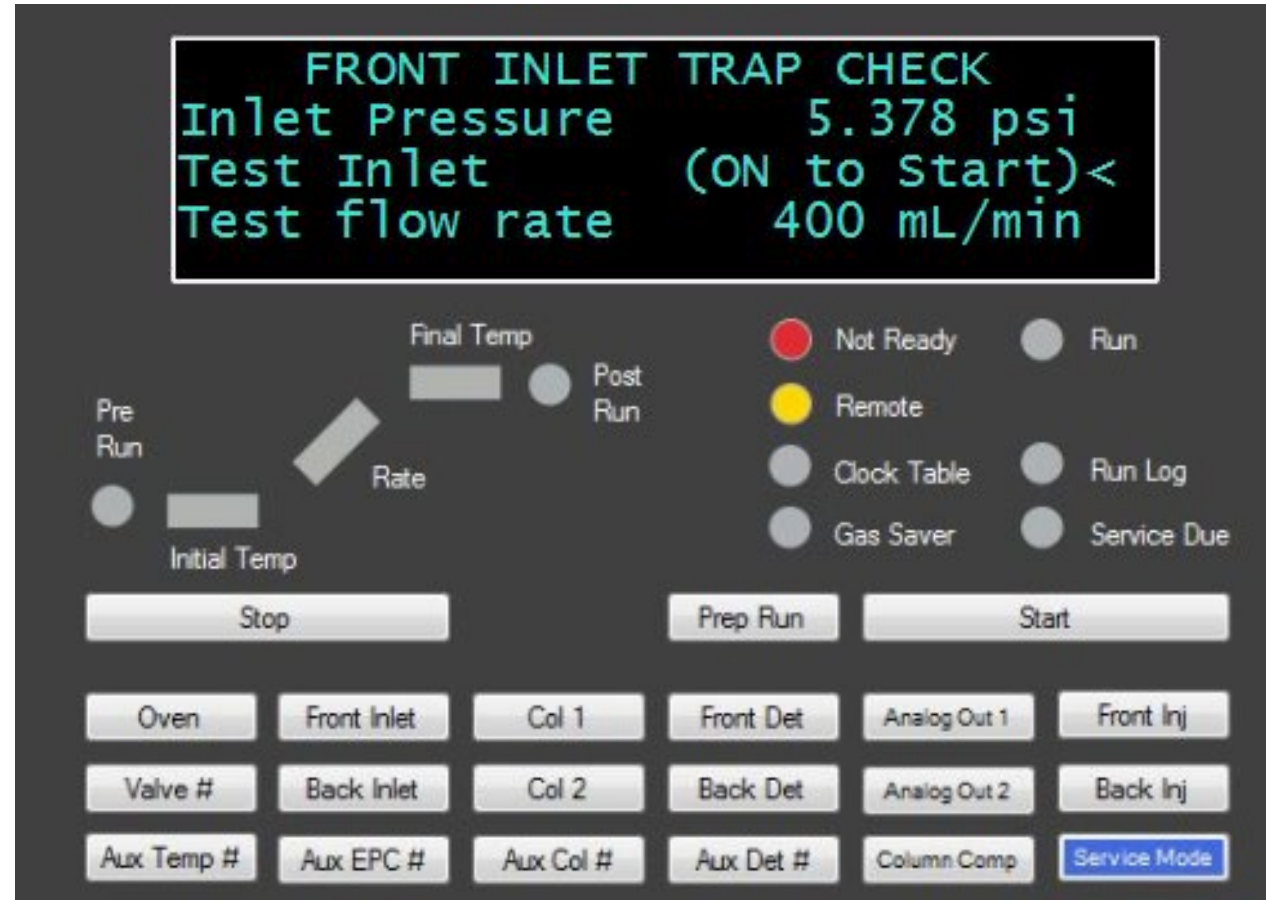 FRONT INLET TRAP CHECK
Inlet Pressure 5.378 psi
Test Inlet (ON to Start)<
Test flow rate 400 mL/min
Final Temp
Post
Run
Pre
Run
Rate
Initial Temp
Not Ready
Run
Remote
Clock Table
Run Log
Gas Saver
Service Due
Stop
Prep Run
Start
Oven
Front Inlet
Col 1
Front Det
Analog Out 1
Front Inj
Valve #
Back Inlet
Col 2
Back Det
Analog Out 2
Back Inj
Aux Temp #
Aux EPC #
Aux Col #
Aux Det #
Column Comp
Service Mode